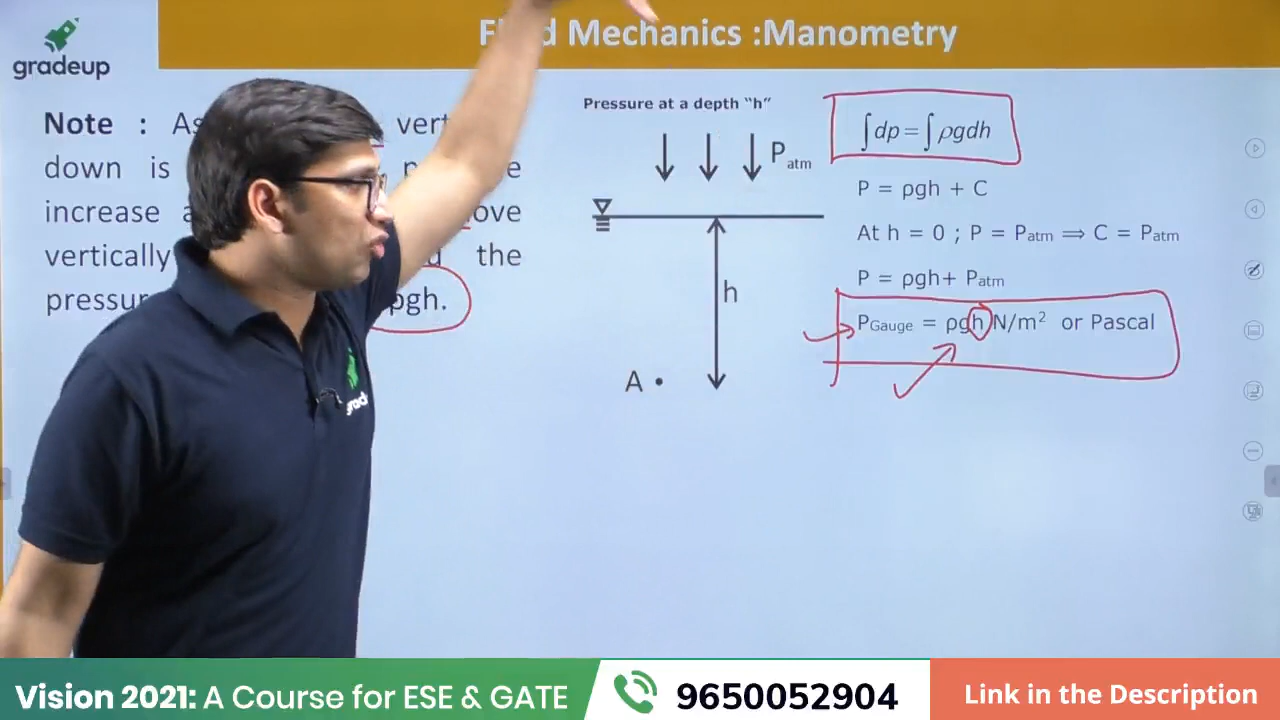 Fluid Mechanics :Manometry
gradeup
Note : As vert
down is
increase ove
vertically the
pressure ρgh.
Pressure at a depth “h”
Patm
h
A •
∫dp = ∫ρgdh
P = ρgh + C
At h = 0 ; P = Patm ⟹ C = Patm
P = ρgh+ Patm
PGauge = ρgh N/m² or Pascal
Vision 2021: A Course for ESE & GATE
9650052904
Link in the Description